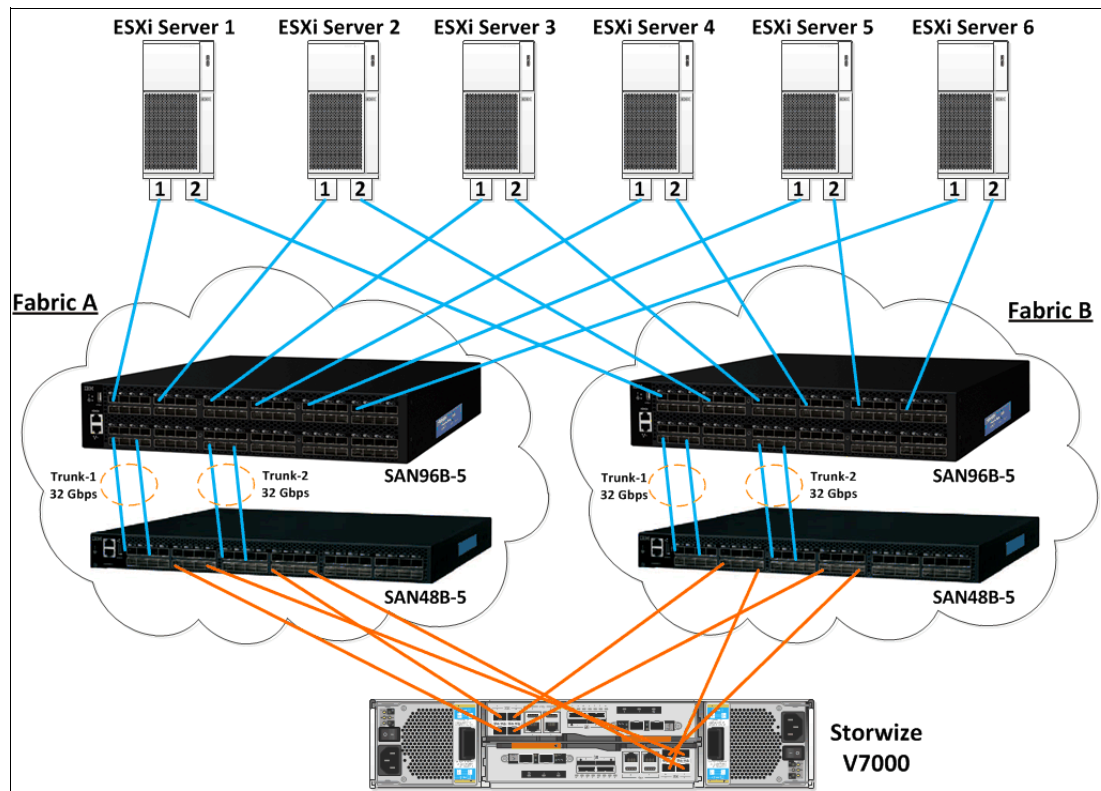 ESXi Server 1
ESXi Server 2
ESXi Server 3
ESXi Server 4
ESXi Server 5
ESXi Server 6
1 2
1 2
1 2
1 2
1 2
1 2
Fabric A
Fabric B
SAN96B-5
SAN96B-5
Trunk-1
32 Gbps
Trunk-2
32 Gbps
Trunk-1
32 Gbps
Trunk-2
32 Gbps
SAN48B-5
SAN48B-5
Storwize
V7000